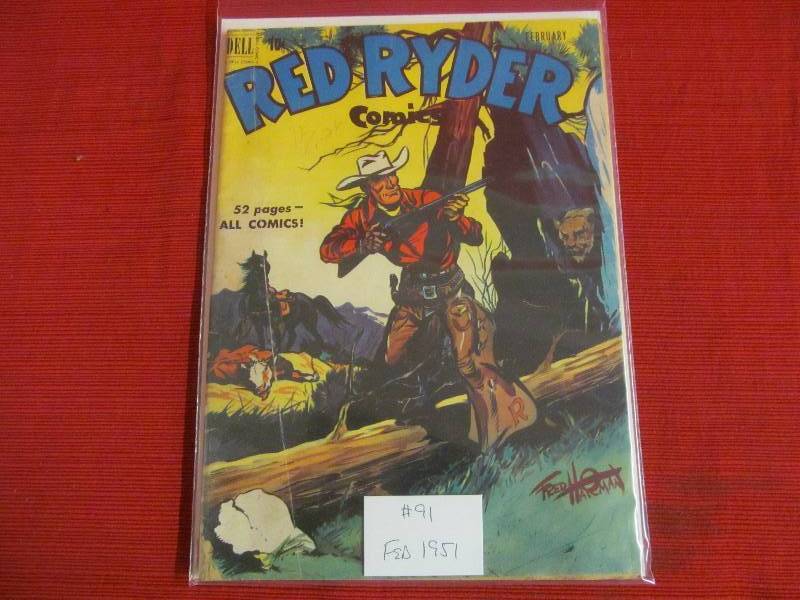 DELL
10¢
FEBRUARY
RED RYDER
Comics
52 pages—
ALL COMICS!
R
FRED HARMAN
#91
FEB 1951